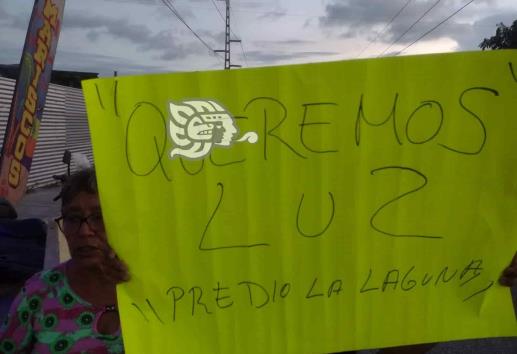 "QUEREMOS"
LUZ
"PREDIO LA LAGUNA"